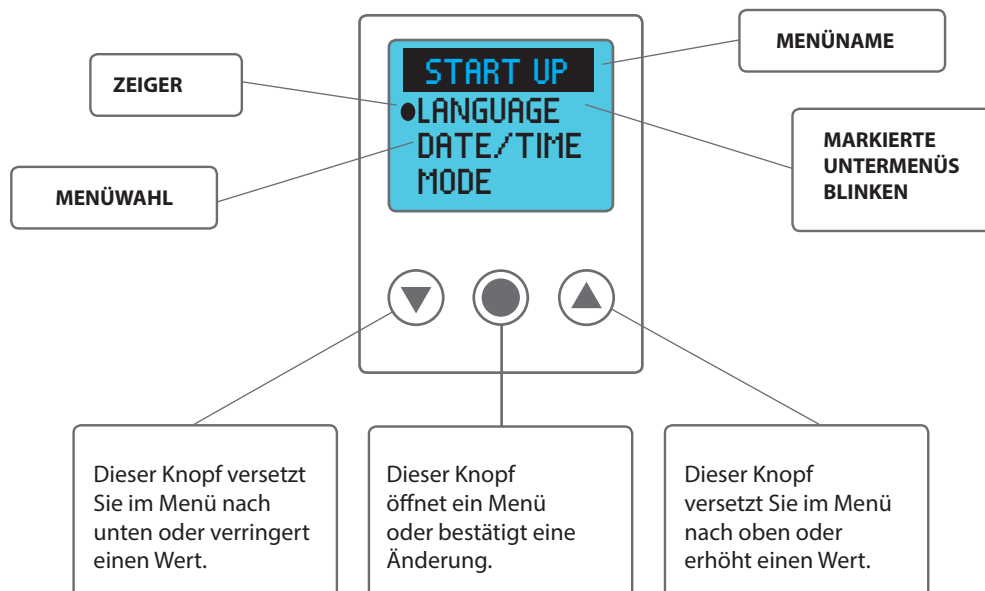 MENÜNAME
START UP
ZEIGER
●LANGUAGE
DATE/TIME
MODE
MARKIERTE
UNTERMENÜS
BLINKEN
MENÜWAHL
Dieser Knopf versetzt
Sie im Menü nach
unten oder verringert
einen Wert.
Dieser Knopf
öffnet ein Menü
oder bestätigt eine
Änderung.
Dieser Knopf
versetzt Sie im Menü
nach oben oder
erhöht einen Wert.